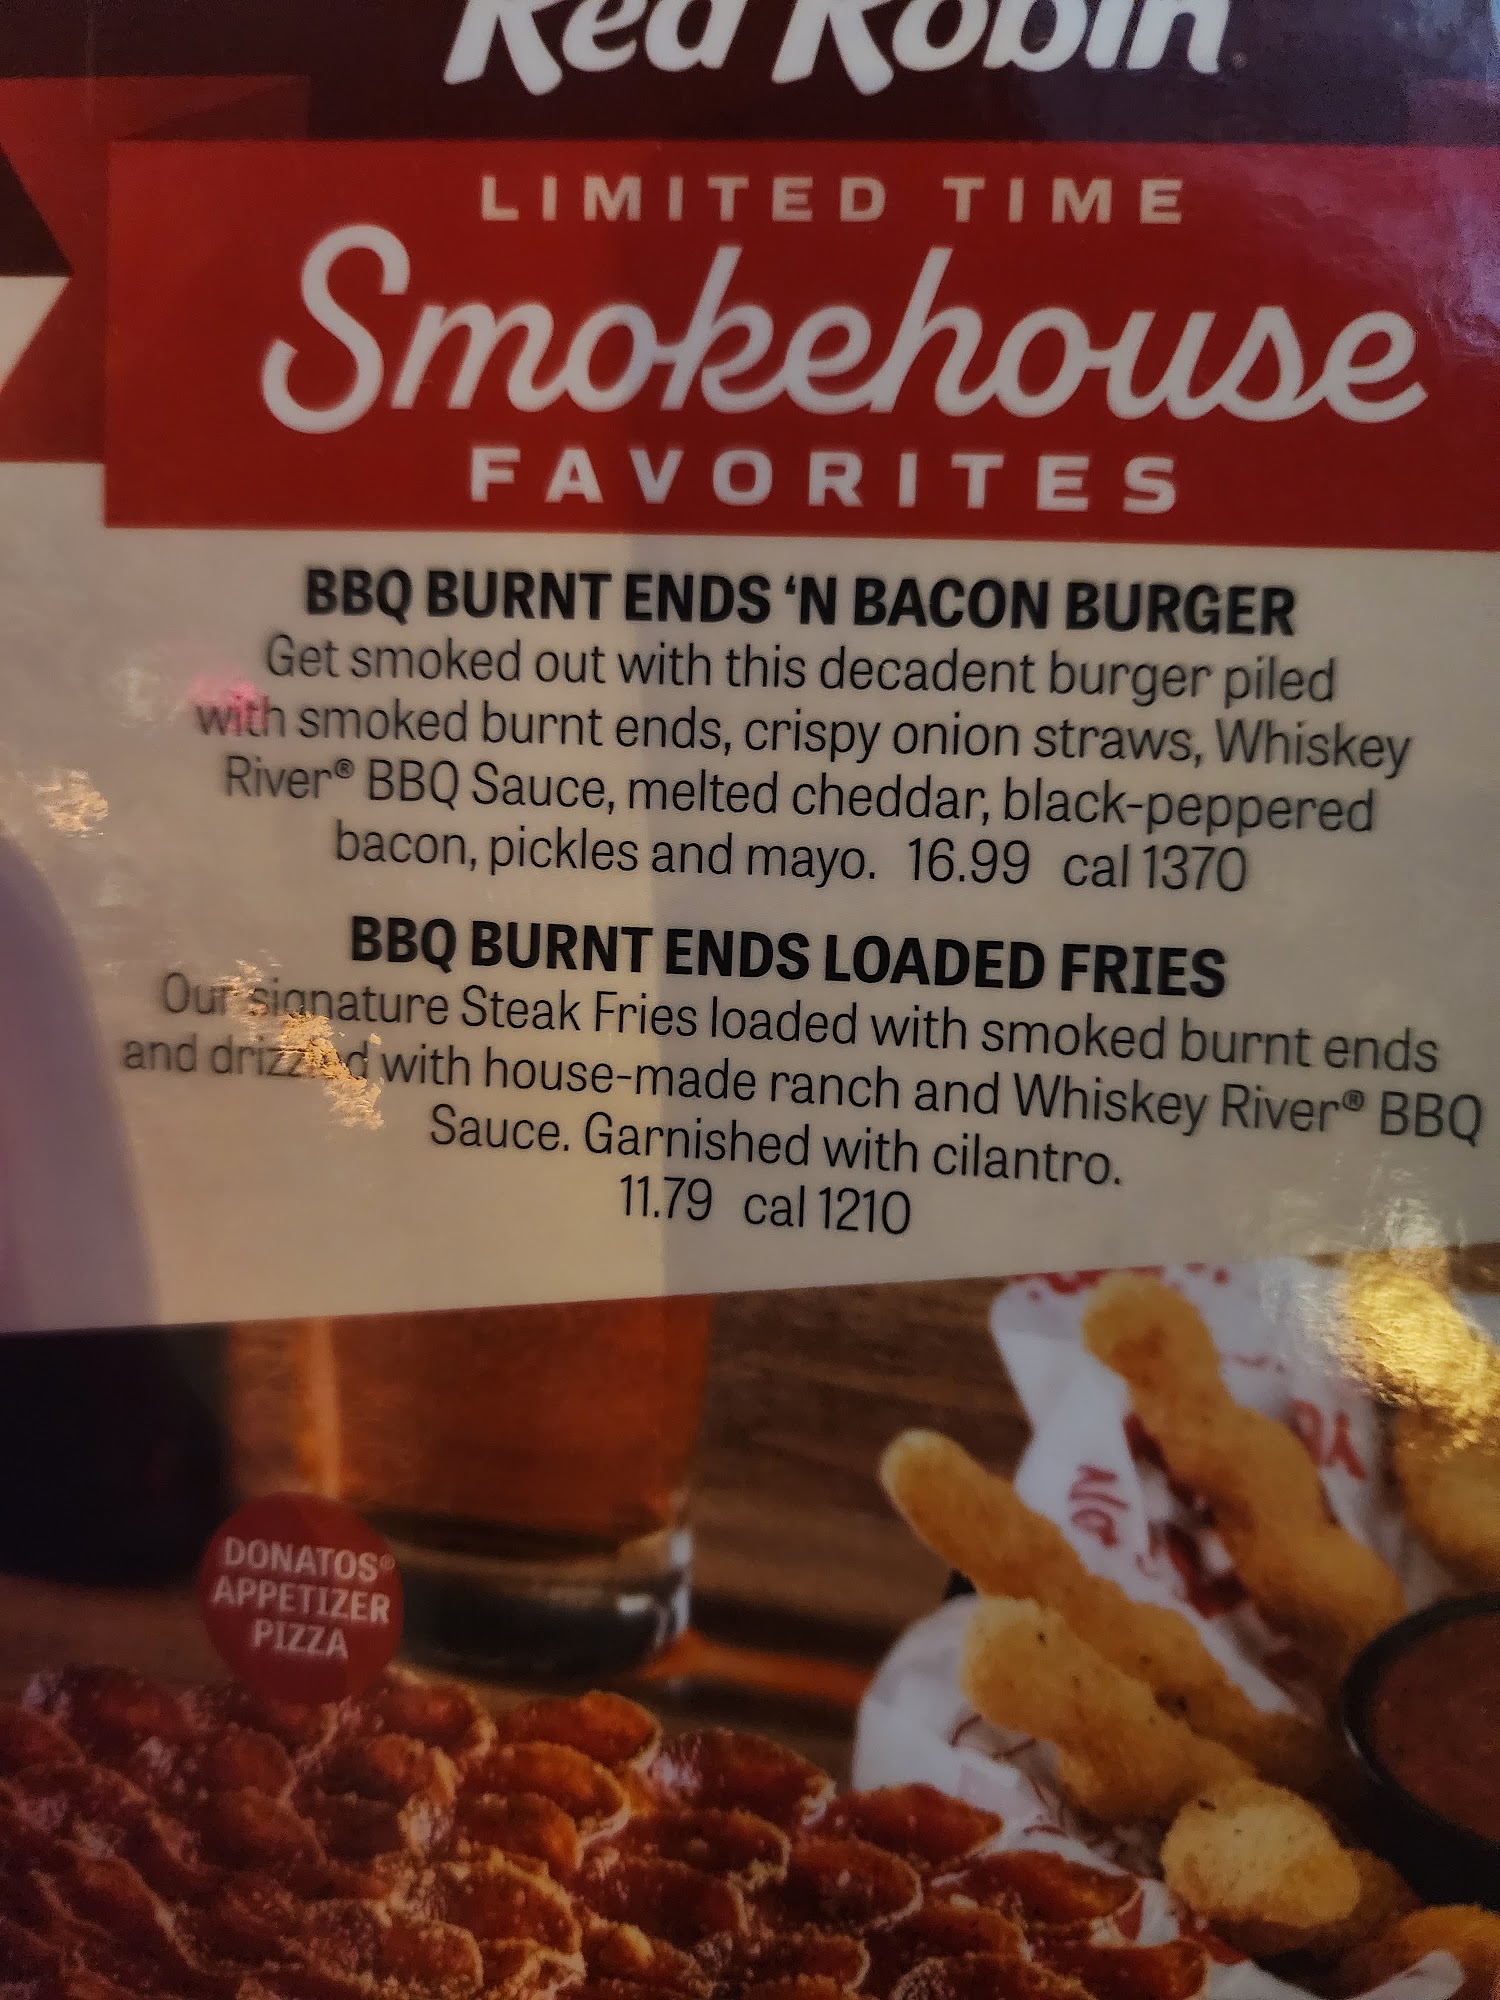 Red Robin
LIMITED TIME
Smokehouse
FAVORITES
BBQ BURNT ENDS ‘N BACON BURGER
Get smoked out with this decadent burger piled
with smoked burnt ends, crispy onion straws, Whiskey
River® BBQ Sauce, melted cheddar, black-peppered
bacon, pickles and mayo. 16.99 cal 1370
BBQ BURNT ENDS LOADED FRIES
Our signature Steak Fries loaded with smoked burnt ends
and drizzled with house-made ranch and Whiskey River® BBQ
Sauce. Garnished with cilantro.
11.79 cal 1210
DONATOS®
APPETIZER
PIZZA